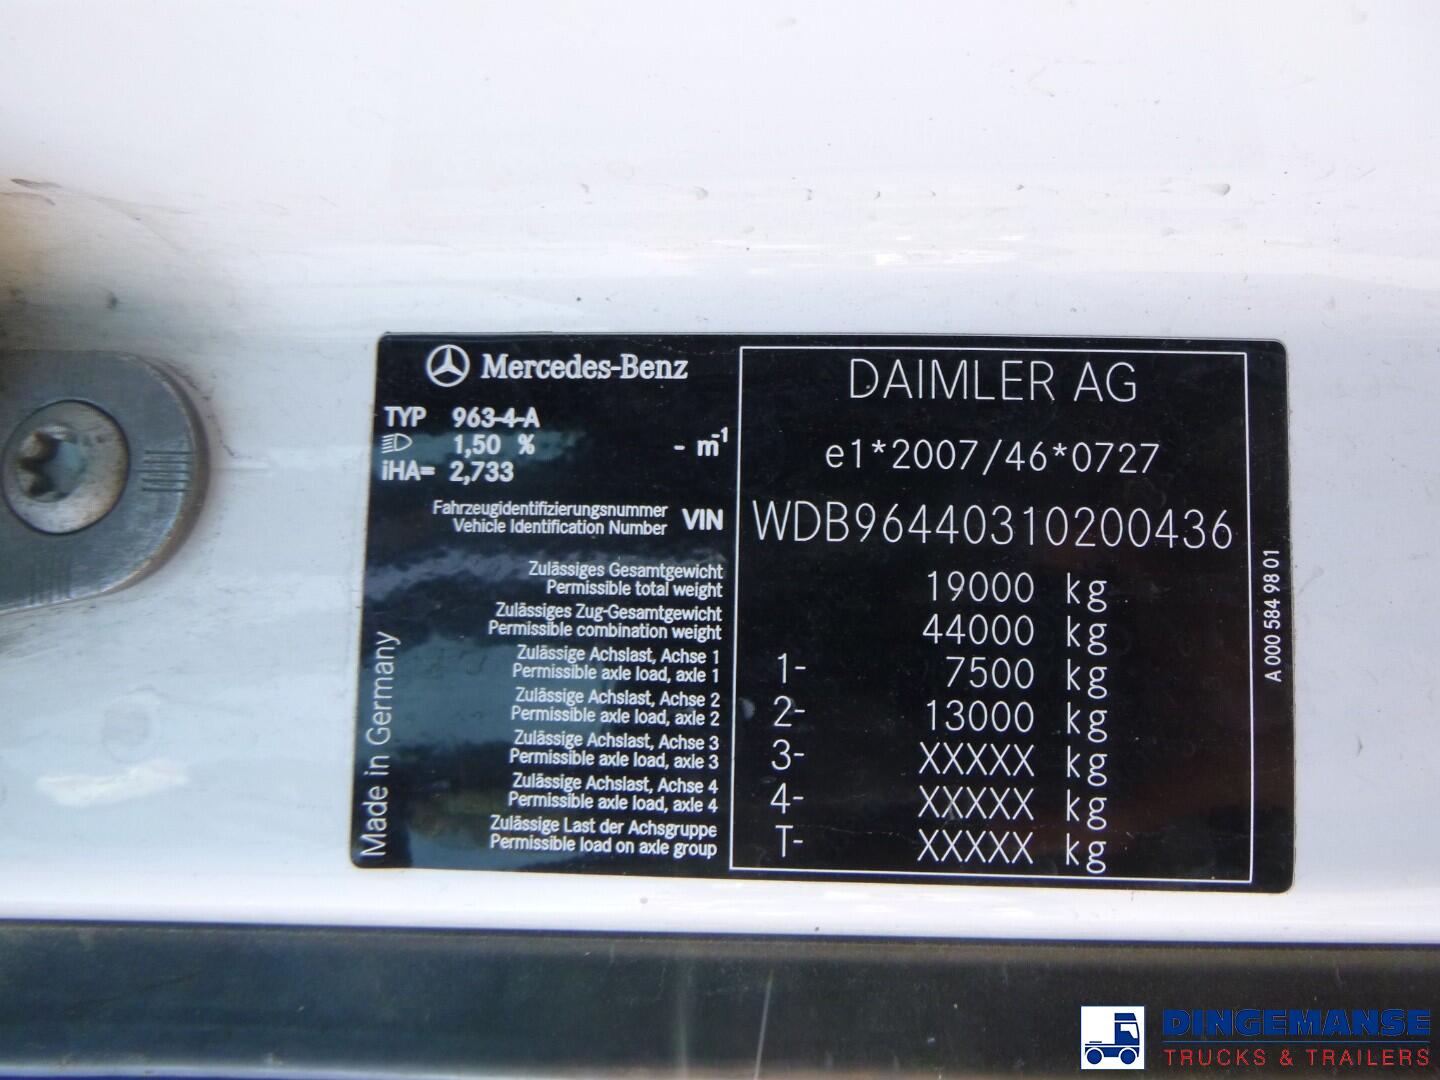 Mercedes-Benz
TYP 963-4-A
1,50 % - m-1
iHA= 2,733
Fahrzeugidentifizierungsnummer
Vehicle Identification Number VIN
Zulässiges Gesamtgewicht
Permissible total weight
Zulässiges Zug-Gesamtgewicht
Permissible combination weight
Zulässige Achslast, Achse 1
Permissible axle load, axle 1
Zulässige Achslast, Achse 2
Permissible axle load, axle 2
Zulässige Achslast, Achse 3
Permissible axle load, axle 3
Zulässige Achslast, Achse 4
Permissible axle load, axle 4
Zulässige Last der Achsgruppe
Permissible load on axle group
Made in Germany
DAIMLER AG
e1*2007/46*0727
WDB96440310200436
19000 kg
44000 kg
1- 7500 kg
2- 13000 kg
3- XXXXX kg
4- XXXXX kg
T- XXXXX kg
A 000 584 98 01
DINGEMANSE
TRUCKS & TRAILERS